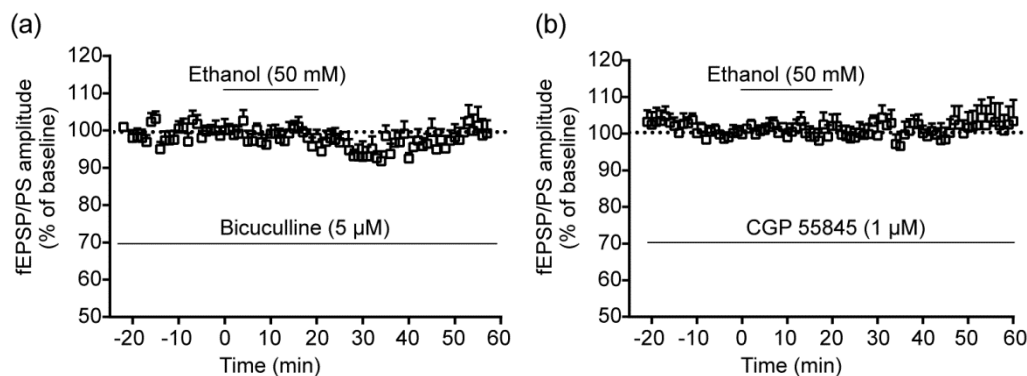 (a)
fEPSP/PS amplitude
(% of baseline)
120
110
100
90
80
70
60
50
Ethanol (50 mM)
Bicuculline (5 µM)
-20 -10 0 10 20 30 40 50 60
Time (min)
(b)
fEPSP/PS amplitude
(% of baseline)
120
110
100
90
80
70
60
50
Ethanol (50 mM)
CGP 55845 (1 µM)
-20 -10 0 10 20 30 40 50 60
Time (min)